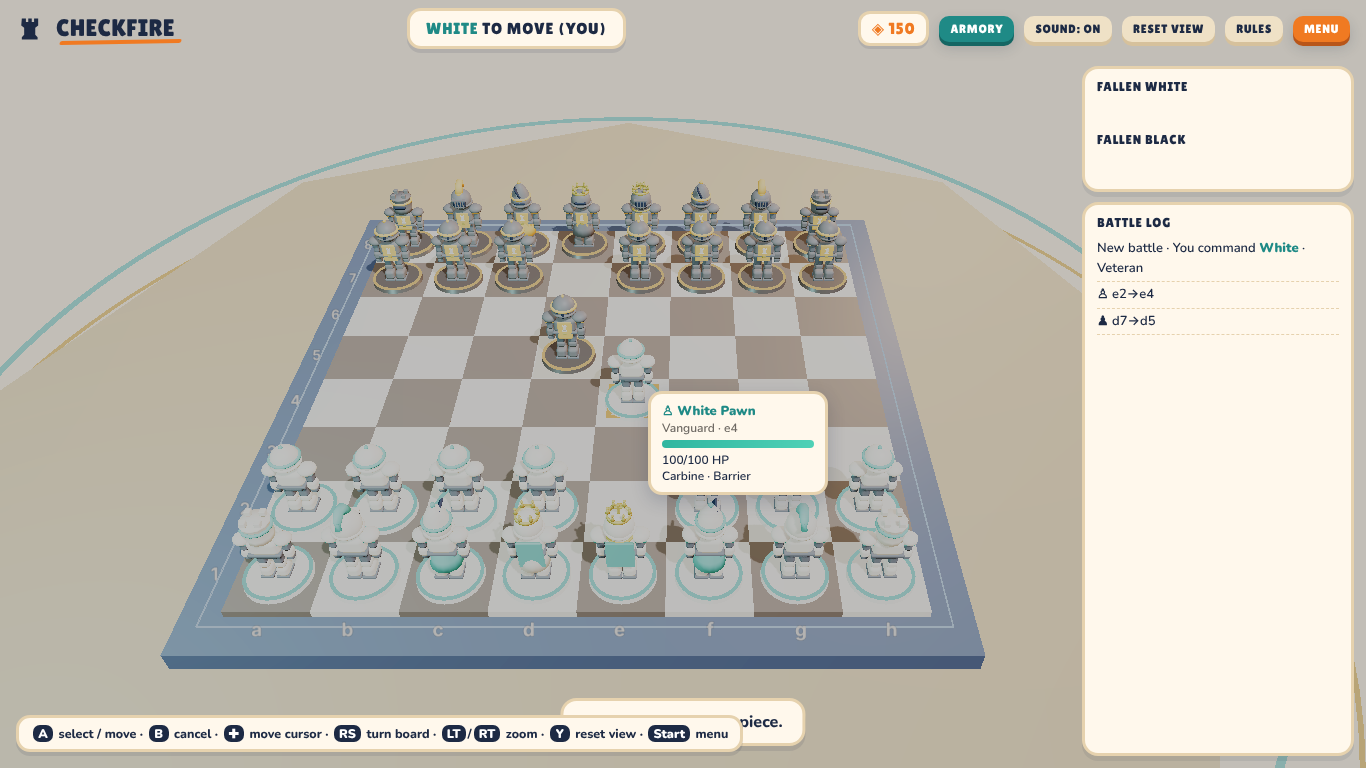 CHECKFIRE
WHITE TO MOVE (YOU)
◈ 150
ARMORY
SOUND: ON
RESET VIEW
RULES
MENU
FALLEN WHITE
FALLEN BLACK
BATTLE LOG
New battle · You command White ·
Veteran
♙ e2→e4
♟ d7→d5
8
7
6
5
4
♙ White Pawn
Vanguard · e4
100/100 HP
Carbine · Barrier
2
1
a b c d e f g h
piece.
A select / move · B cancel · ✚ move cursor · RS turn board · LT / RT zoom · Y reset view · Start menu